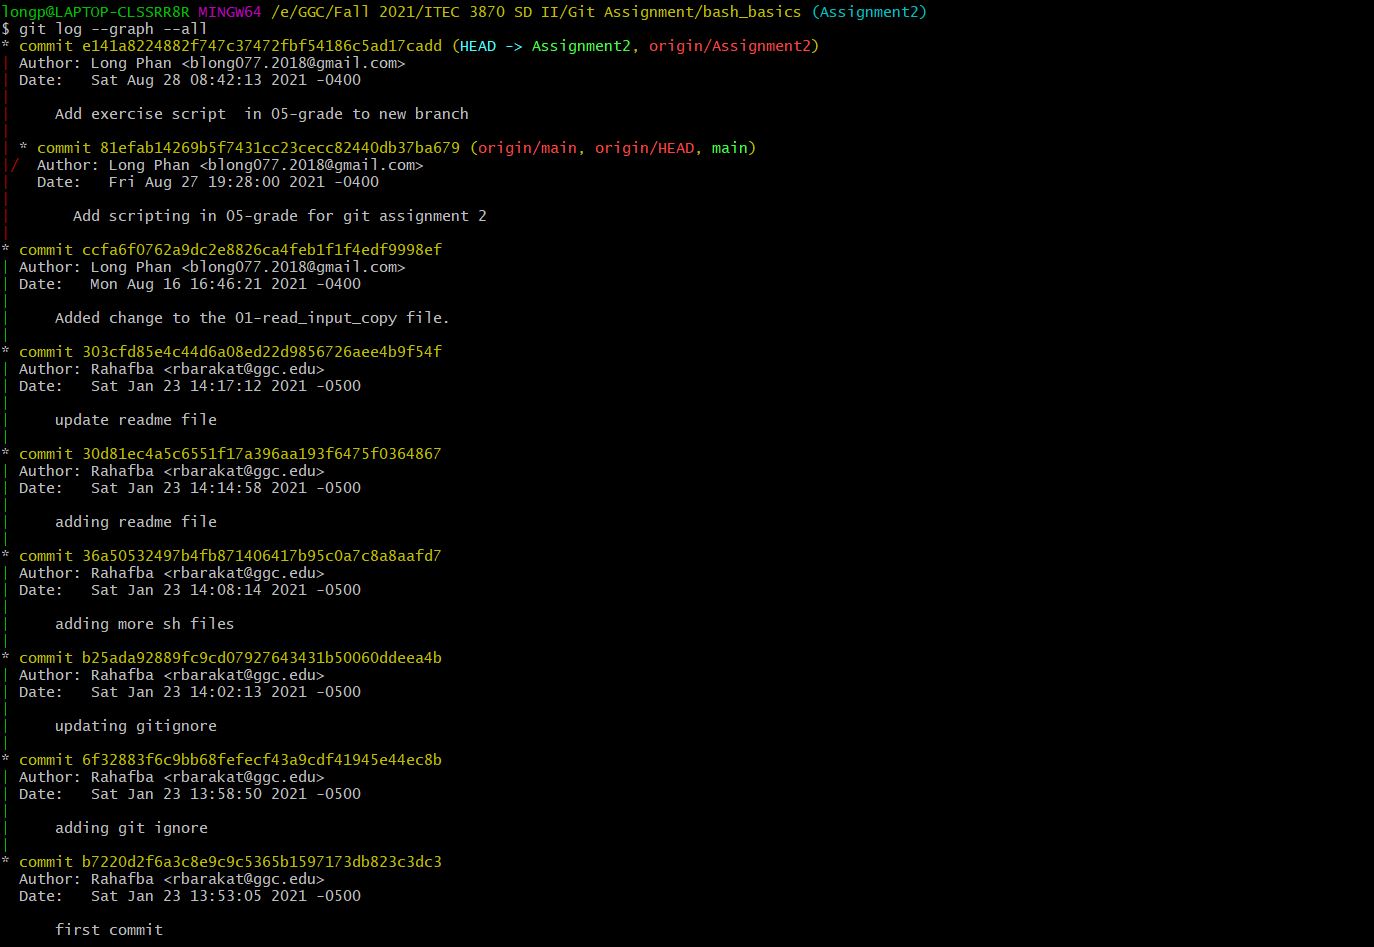 longp@LAPTOP-CLSSRR8R MINGW64 /e/GGC/Fall 2021/ITEC 3870 SD II/Git Assignment/bash_basics (Assignment2)
$ git log --graph --all
* commit e141a8224882f747c37472fbf54186c5ad17cadd (HEAD -> Assignment2, origin/Assignment2)
| Author: Long Phan <blong077.2018@gmail.com>
| Date:   Sat Aug 28 08:42:13 2021 -0400
|
|     Add exercise script  in 05-grade to new branch
|
| * commit 81efab14269b5f7431cc23cecc82440db37ba679 (origin/main, origin/HEAD, main)
|/  Author: Long Phan <blong077.2018@gmail.com>
|   Date:   Fri Aug 27 19:28:00 2021 -0400
|
|       Add scripting in 05-grade for git assignment 2
|
* commit ccfa6f0762a9dc2e8826ca4feb1f1f4edf9998ef
| Author: Long Phan <blong077.2018@gmail.com>
| Date:   Mon Aug 16 16:46:21 2021 -0400
|
|     Added change to the 01-read_input_copy file.
|
* commit 303cfd85e4c44d6a08ed22d9856726aee4b9f54f
| Author: Rahafba <rbarakat@ggc.edu>
| Date:   Sat Jan 23 14:17:12 2021 -0500
|
|     update readme file
|
* commit 30d81ec4a5c6551f17a396aa193f6475f0364867
| Author: Rahafba <rbarakat@ggc.edu>
| Date:   Sat Jan 23 14:14:58 2021 -0500
|
|     adding readme file
|
* commit 36a50532497b4fb871406417b95c0a7c8a8aafd7
| Author: Rahafba <rbarakat@ggc.edu>
| Date:   Sat Jan 23 14:08:14 2021 -0500
|
|     adding more sh files
|
* commit b25ada92889fc9cd07927643431b50060ddeea4b
| Author: Rahafba <rbarakat@ggc.edu>
| Date:   Sat Jan 23 14:02:13 2021 -0500
|
|     updating gitignore
|
* commit 6f32883f6c9bb68fefecf43a9cdf41945e44ec8b
| Author: Rahafba <rbarakat@ggc.edu>
| Date:   Sat Jan 23 13:58:50 2021 -0500
|
|     adding git ignore
|
* commit b7220d2f6a3c8e9c9c5365b1597173db823c3dc3
  Author: Rahafba <rbarakat@ggc.edu>
  Date:   Sat Jan 23 13:53:05 2021 -0500

      first commit